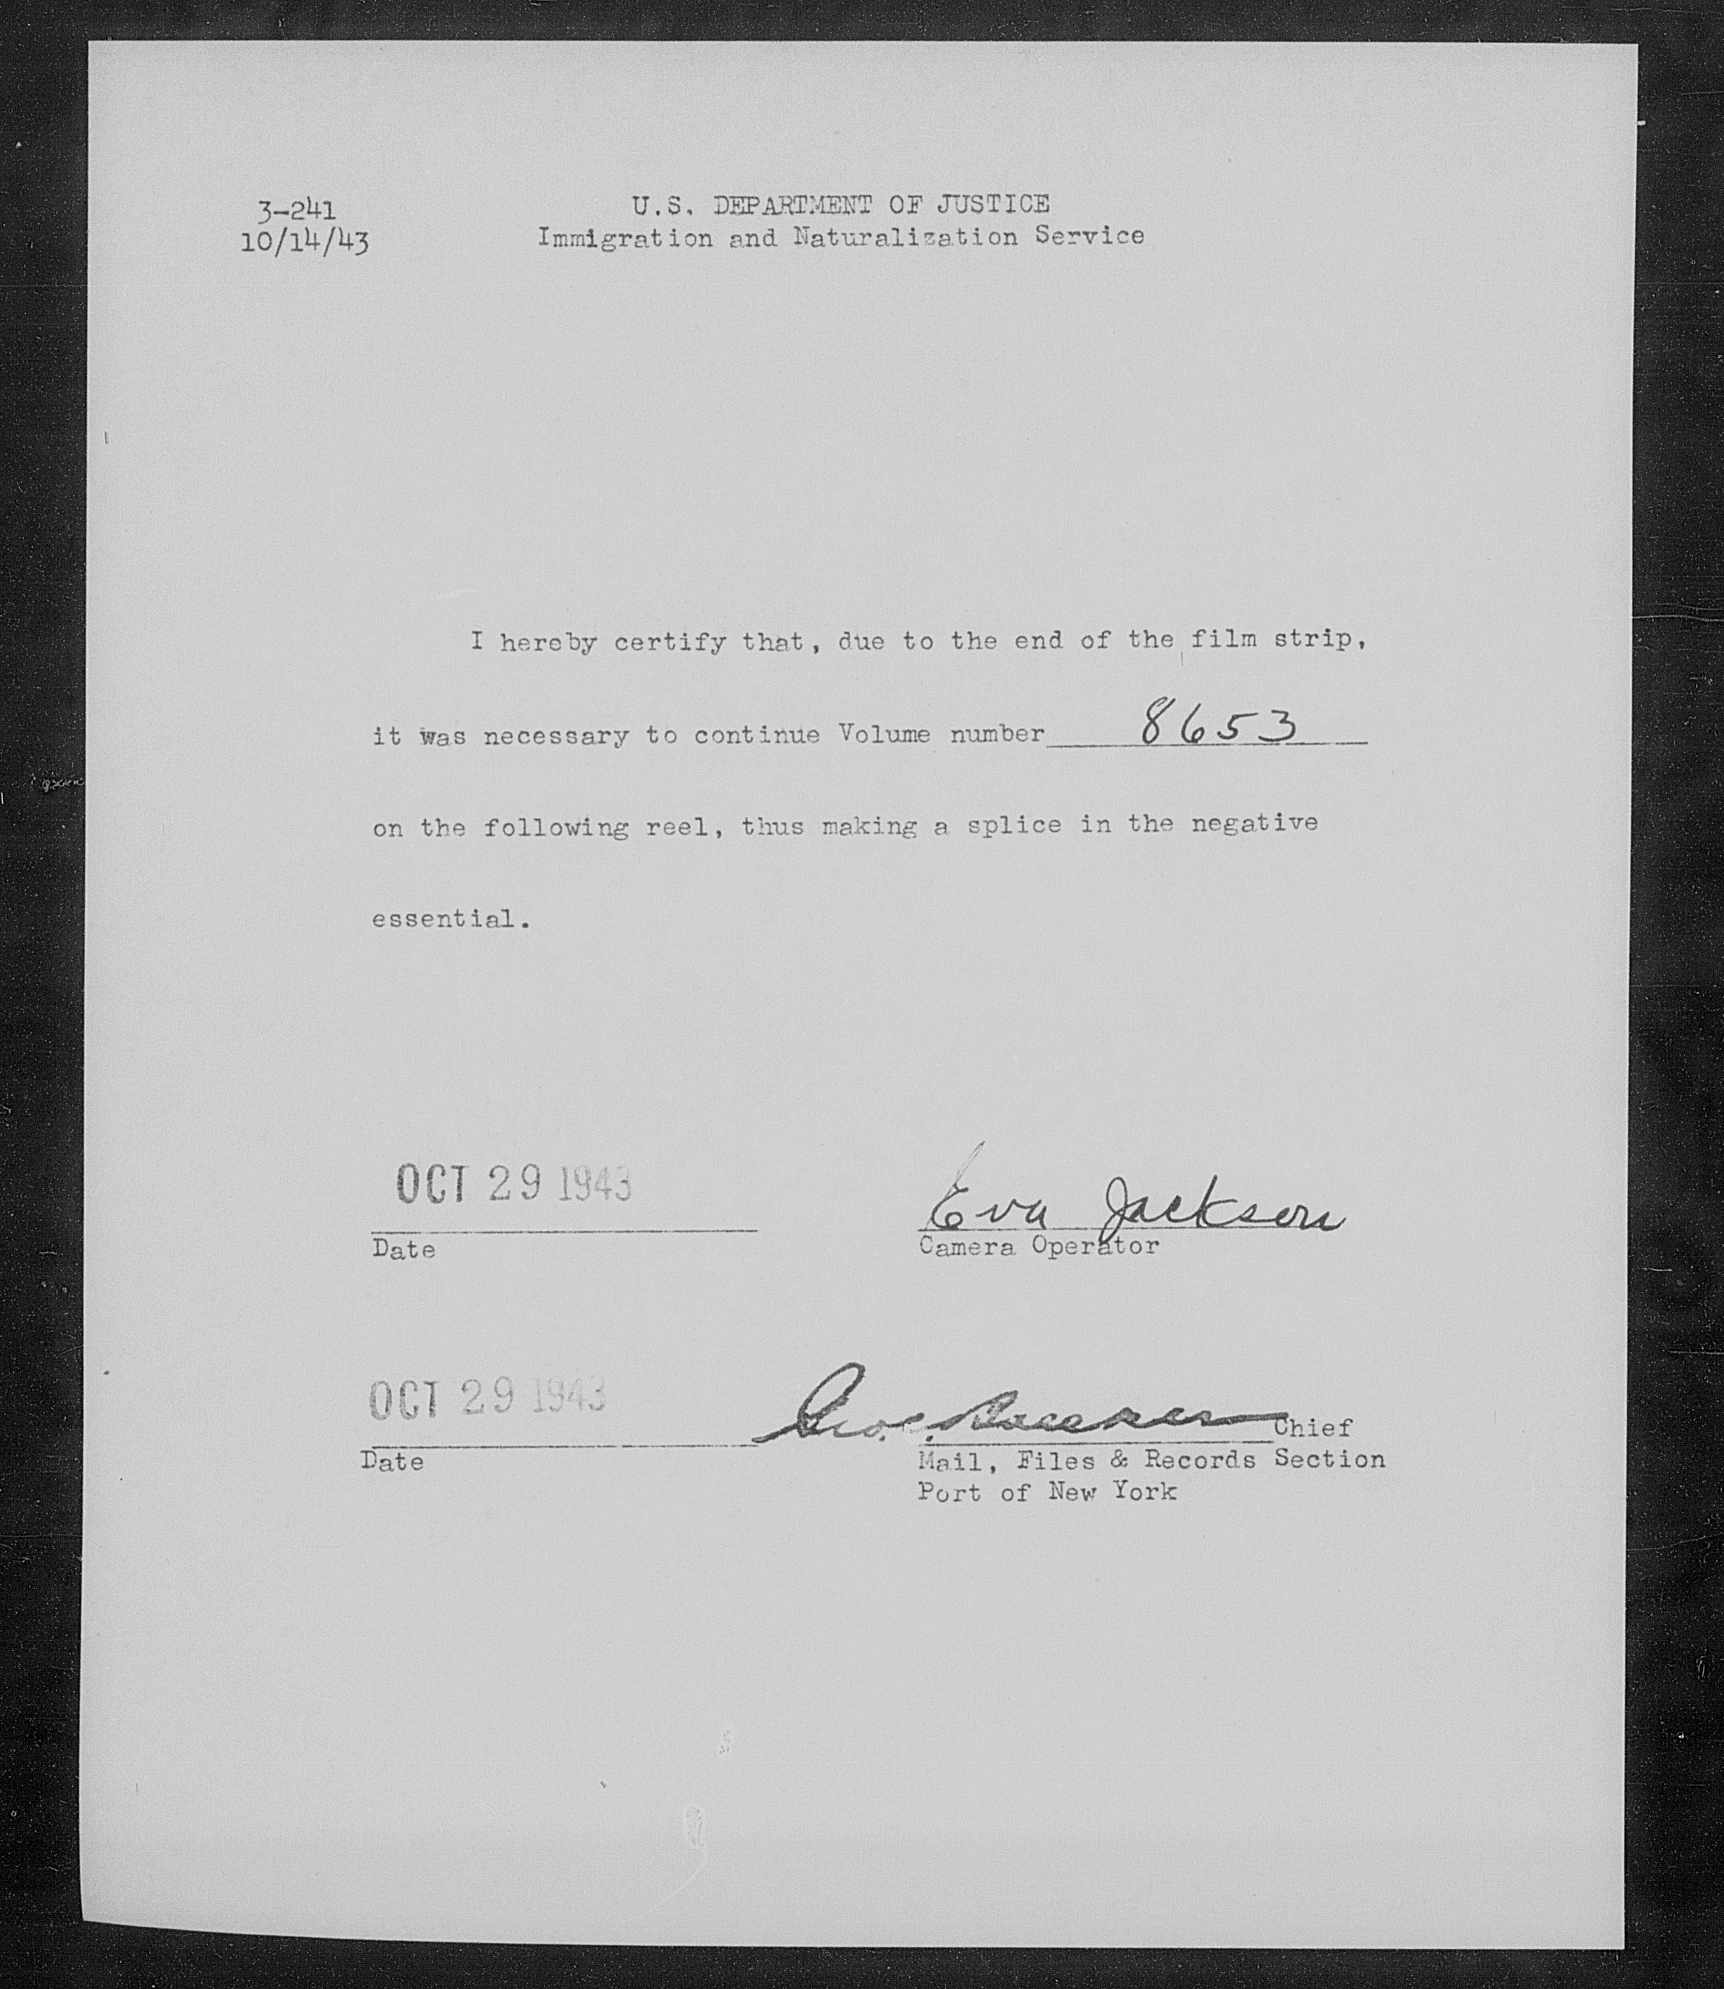 3-241
10/14/43
U.S. DEPARTMENT OF JUSTICE
Immigration and Naturalization Service
I hereby certify that, due to the end of the film strip,
it was necessary to continue Volume number 8653
on the following reel, thus making a splice in the negative
essential.
OCT 29 1943
Eva Jackson
Date
Camera Operator
OCT 29 1943
Chief
Date
Mail, Files & Records Section
Port of New York